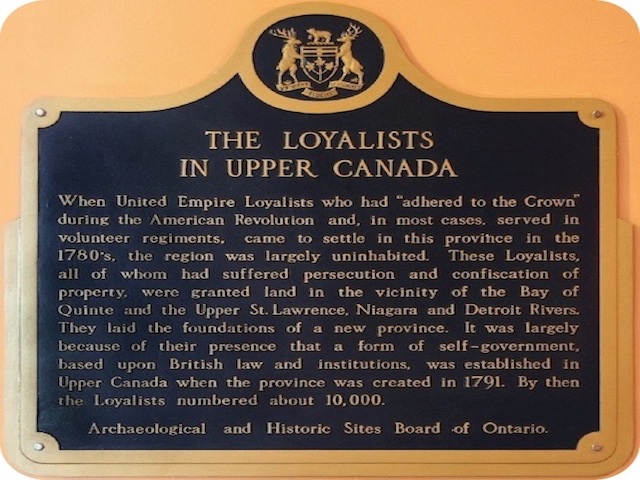 THE LOYALISTS
IN UPPER CANADA
When United Empire Loyalists who had "adhered to the Crown"
during the American Revolution and, in most cases, served in
volunteer regiments, came to settle in this province in the
1780's, the region was largely uninhabited. These Loyalists,
all of whom had suffered persecution and confiscation of
property, were granted land in the vicinity of the Bay of
Quinte and the Upper St. Lawrence, Niagara and Detroit Rivers.
They laid the foundations of a new province. It was largely
because of their presence that a form of self-government,
based upon British law and institutions, was established in
Upper Canada when the province was created in 1791. By then
the Loyalists numbered about 10,000.
Archaeological and Historic Sites Board of Ontario.